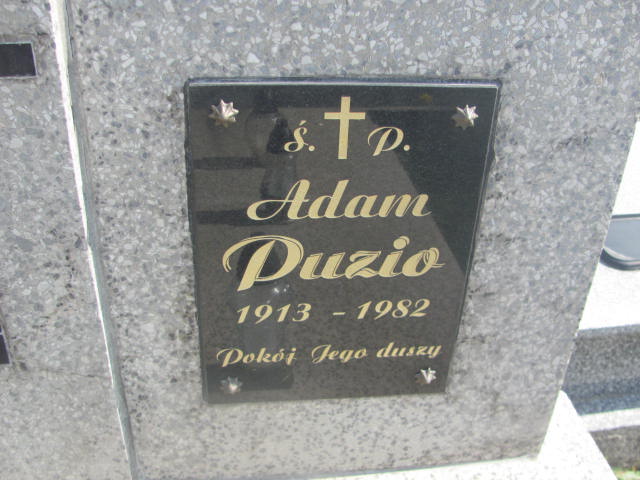 Ś. P.
Adam
Puzio
1913 - 1982
Pokój Jego duszy